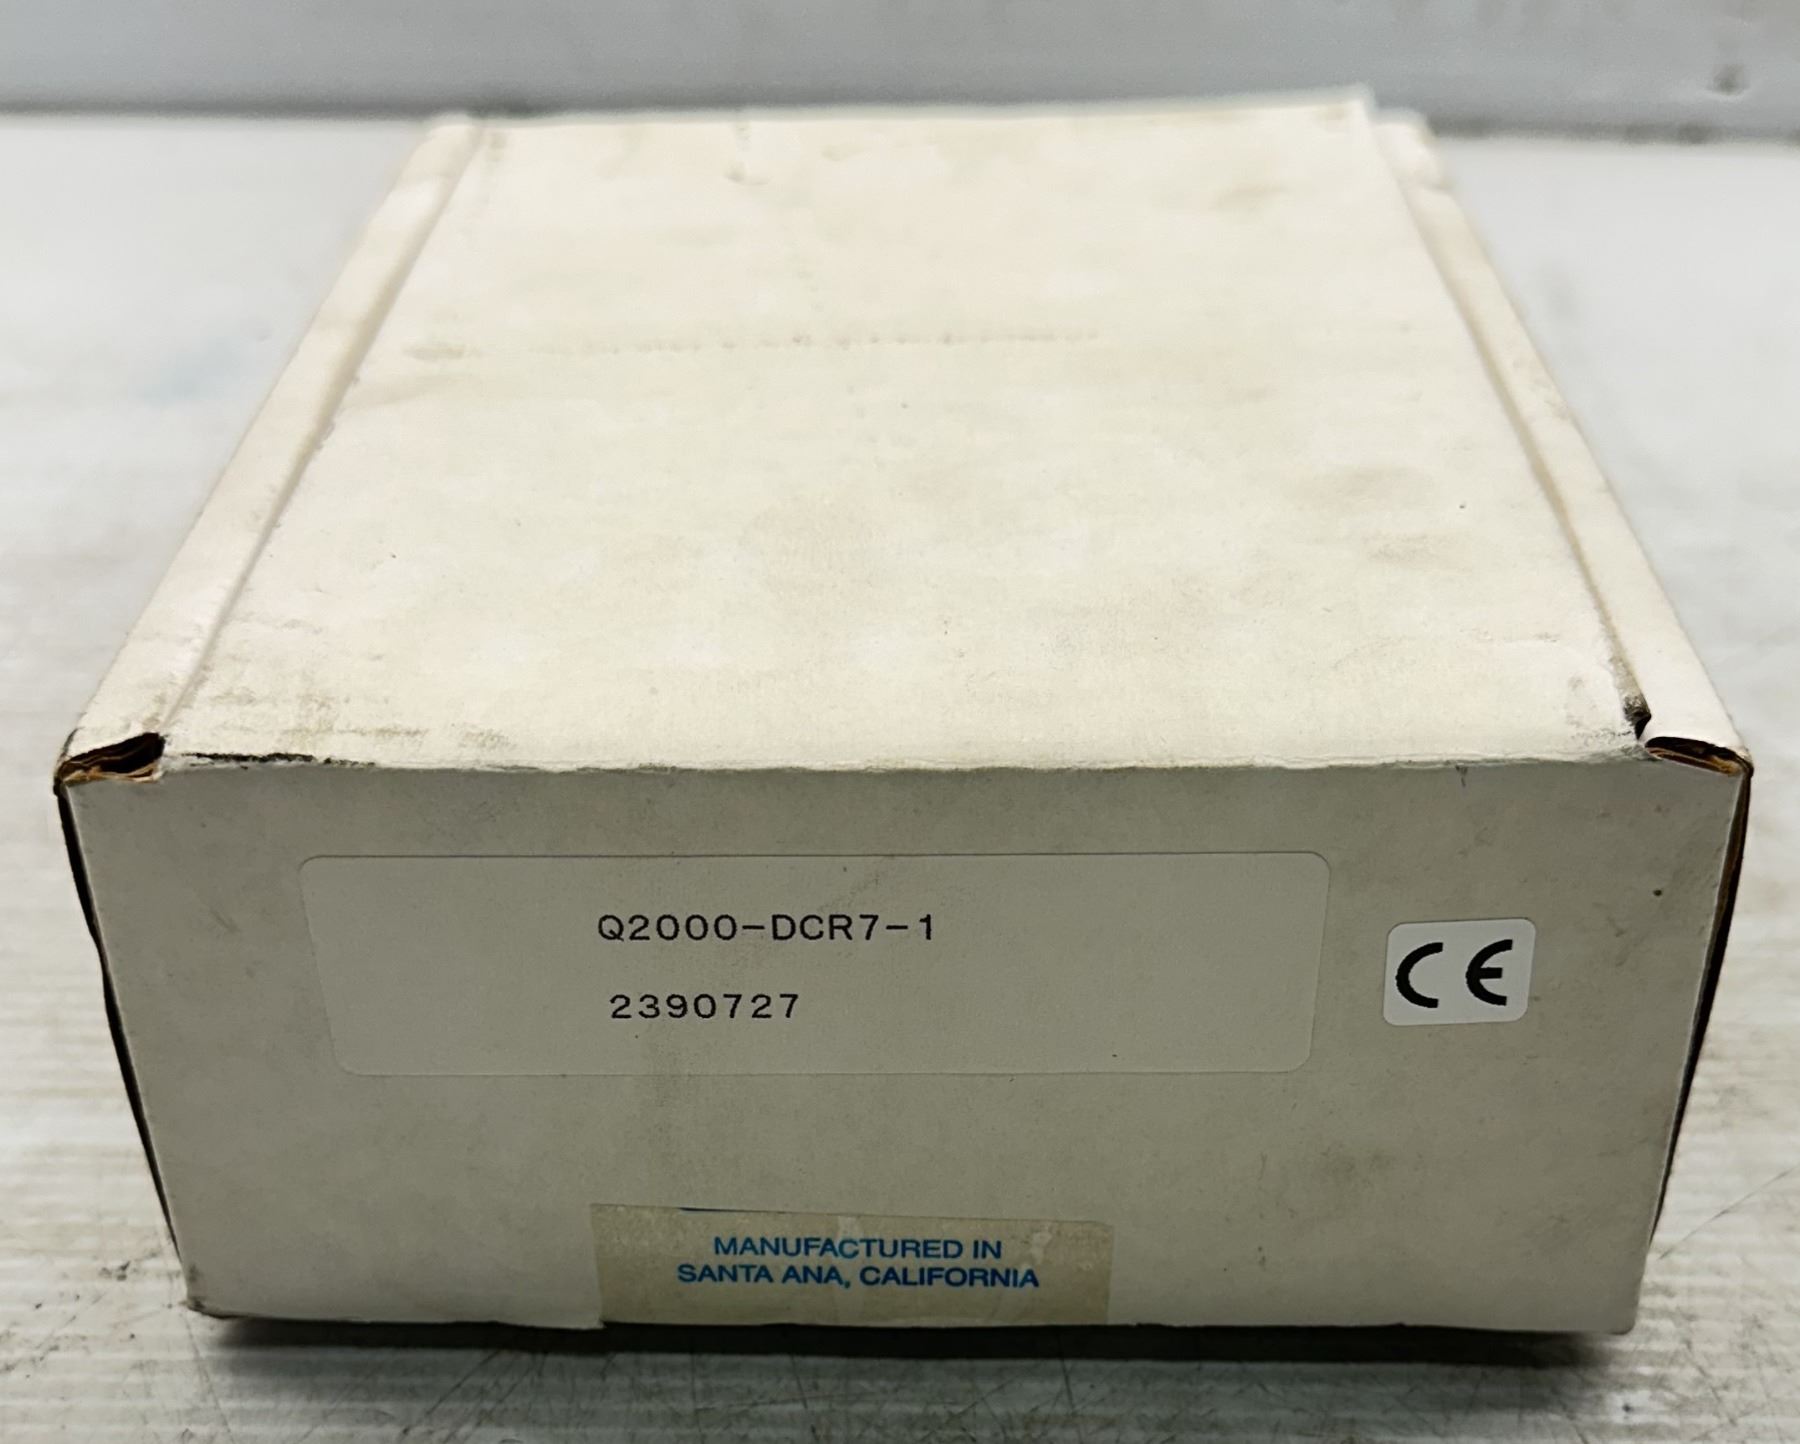 Q2000-DCR7-1
2390727
CE
MANUFACTURED IN
SANTA ANA, CALIFORNIA